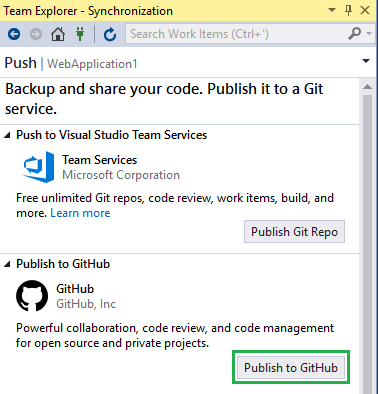 Team Explorer - Synchronization
Search Work Items (Ctrl+')
Push | WebApplication1
Backup and share your code. Publish it to a Git
service.
Push to Visual Studio Team Services
Team Services
Microsoft Corporation
Free unlimited Git repos, code review, work items, build, and
more. Learn more
Publish Git Repo
Publish to GitHub
GitHub
GitHub, Inc
Powerful collaboration, code review, and code management
for open source and private projects.
Publish to GitHub